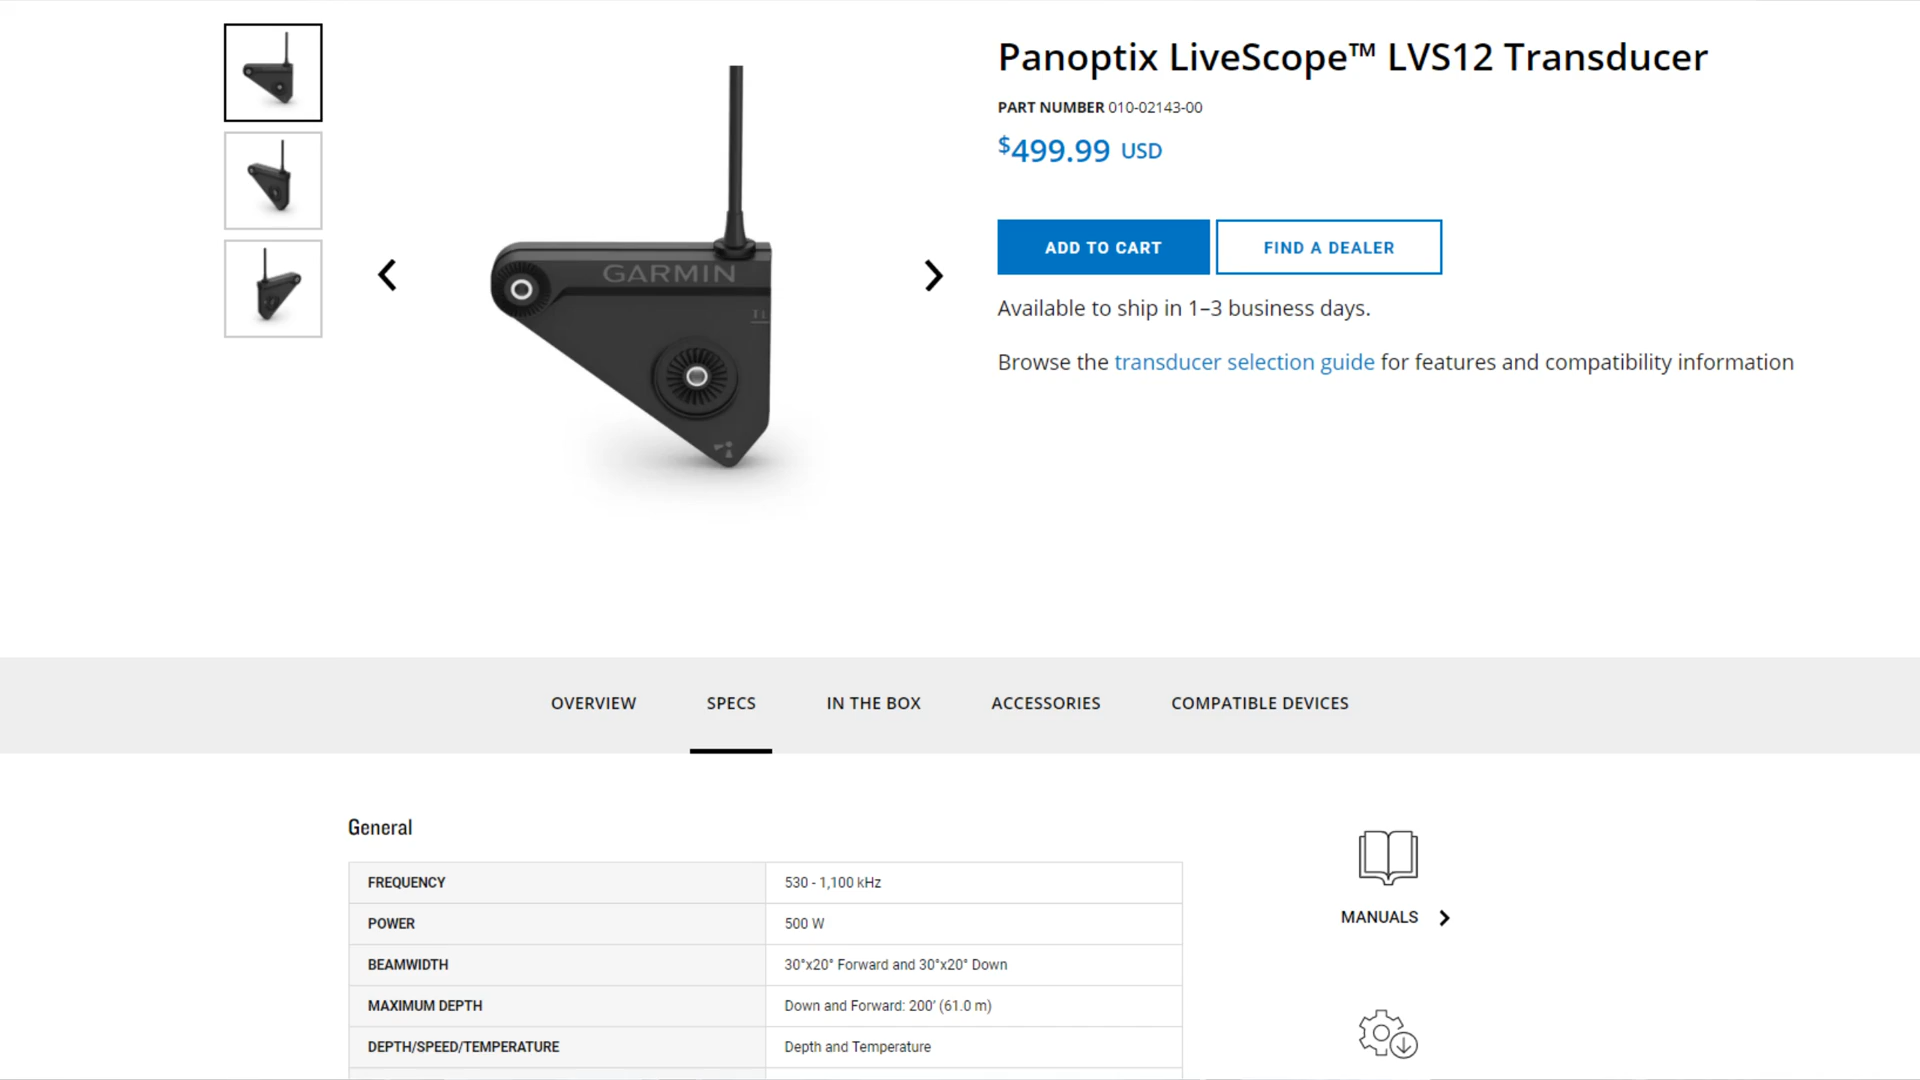 Panoptix LiveScope™ LVS12 Transducer
PART NUMBER 010-02143-00
$499.99 USD
GARMIN
ADD TO CART
FIND A DEALER
Available to ship in 1–3 business days.
Browse the transducer selection guide for features and compatibility information
OVERVIEW
SPECS
IN THE BOX
ACCESSORIES
COMPATIBLE DEVICES
General
FREQUENCY 530 - 1,100 kHz
POWER 500 W
BEAMWIDTH 30°x20° Forward and 30°x20° Down
MAXIMUM DEPTH Down and Forward: 200' (61.0 m)
DEPTH/SPEED/TEMPERATURE Depth and Temperature
MANUALS